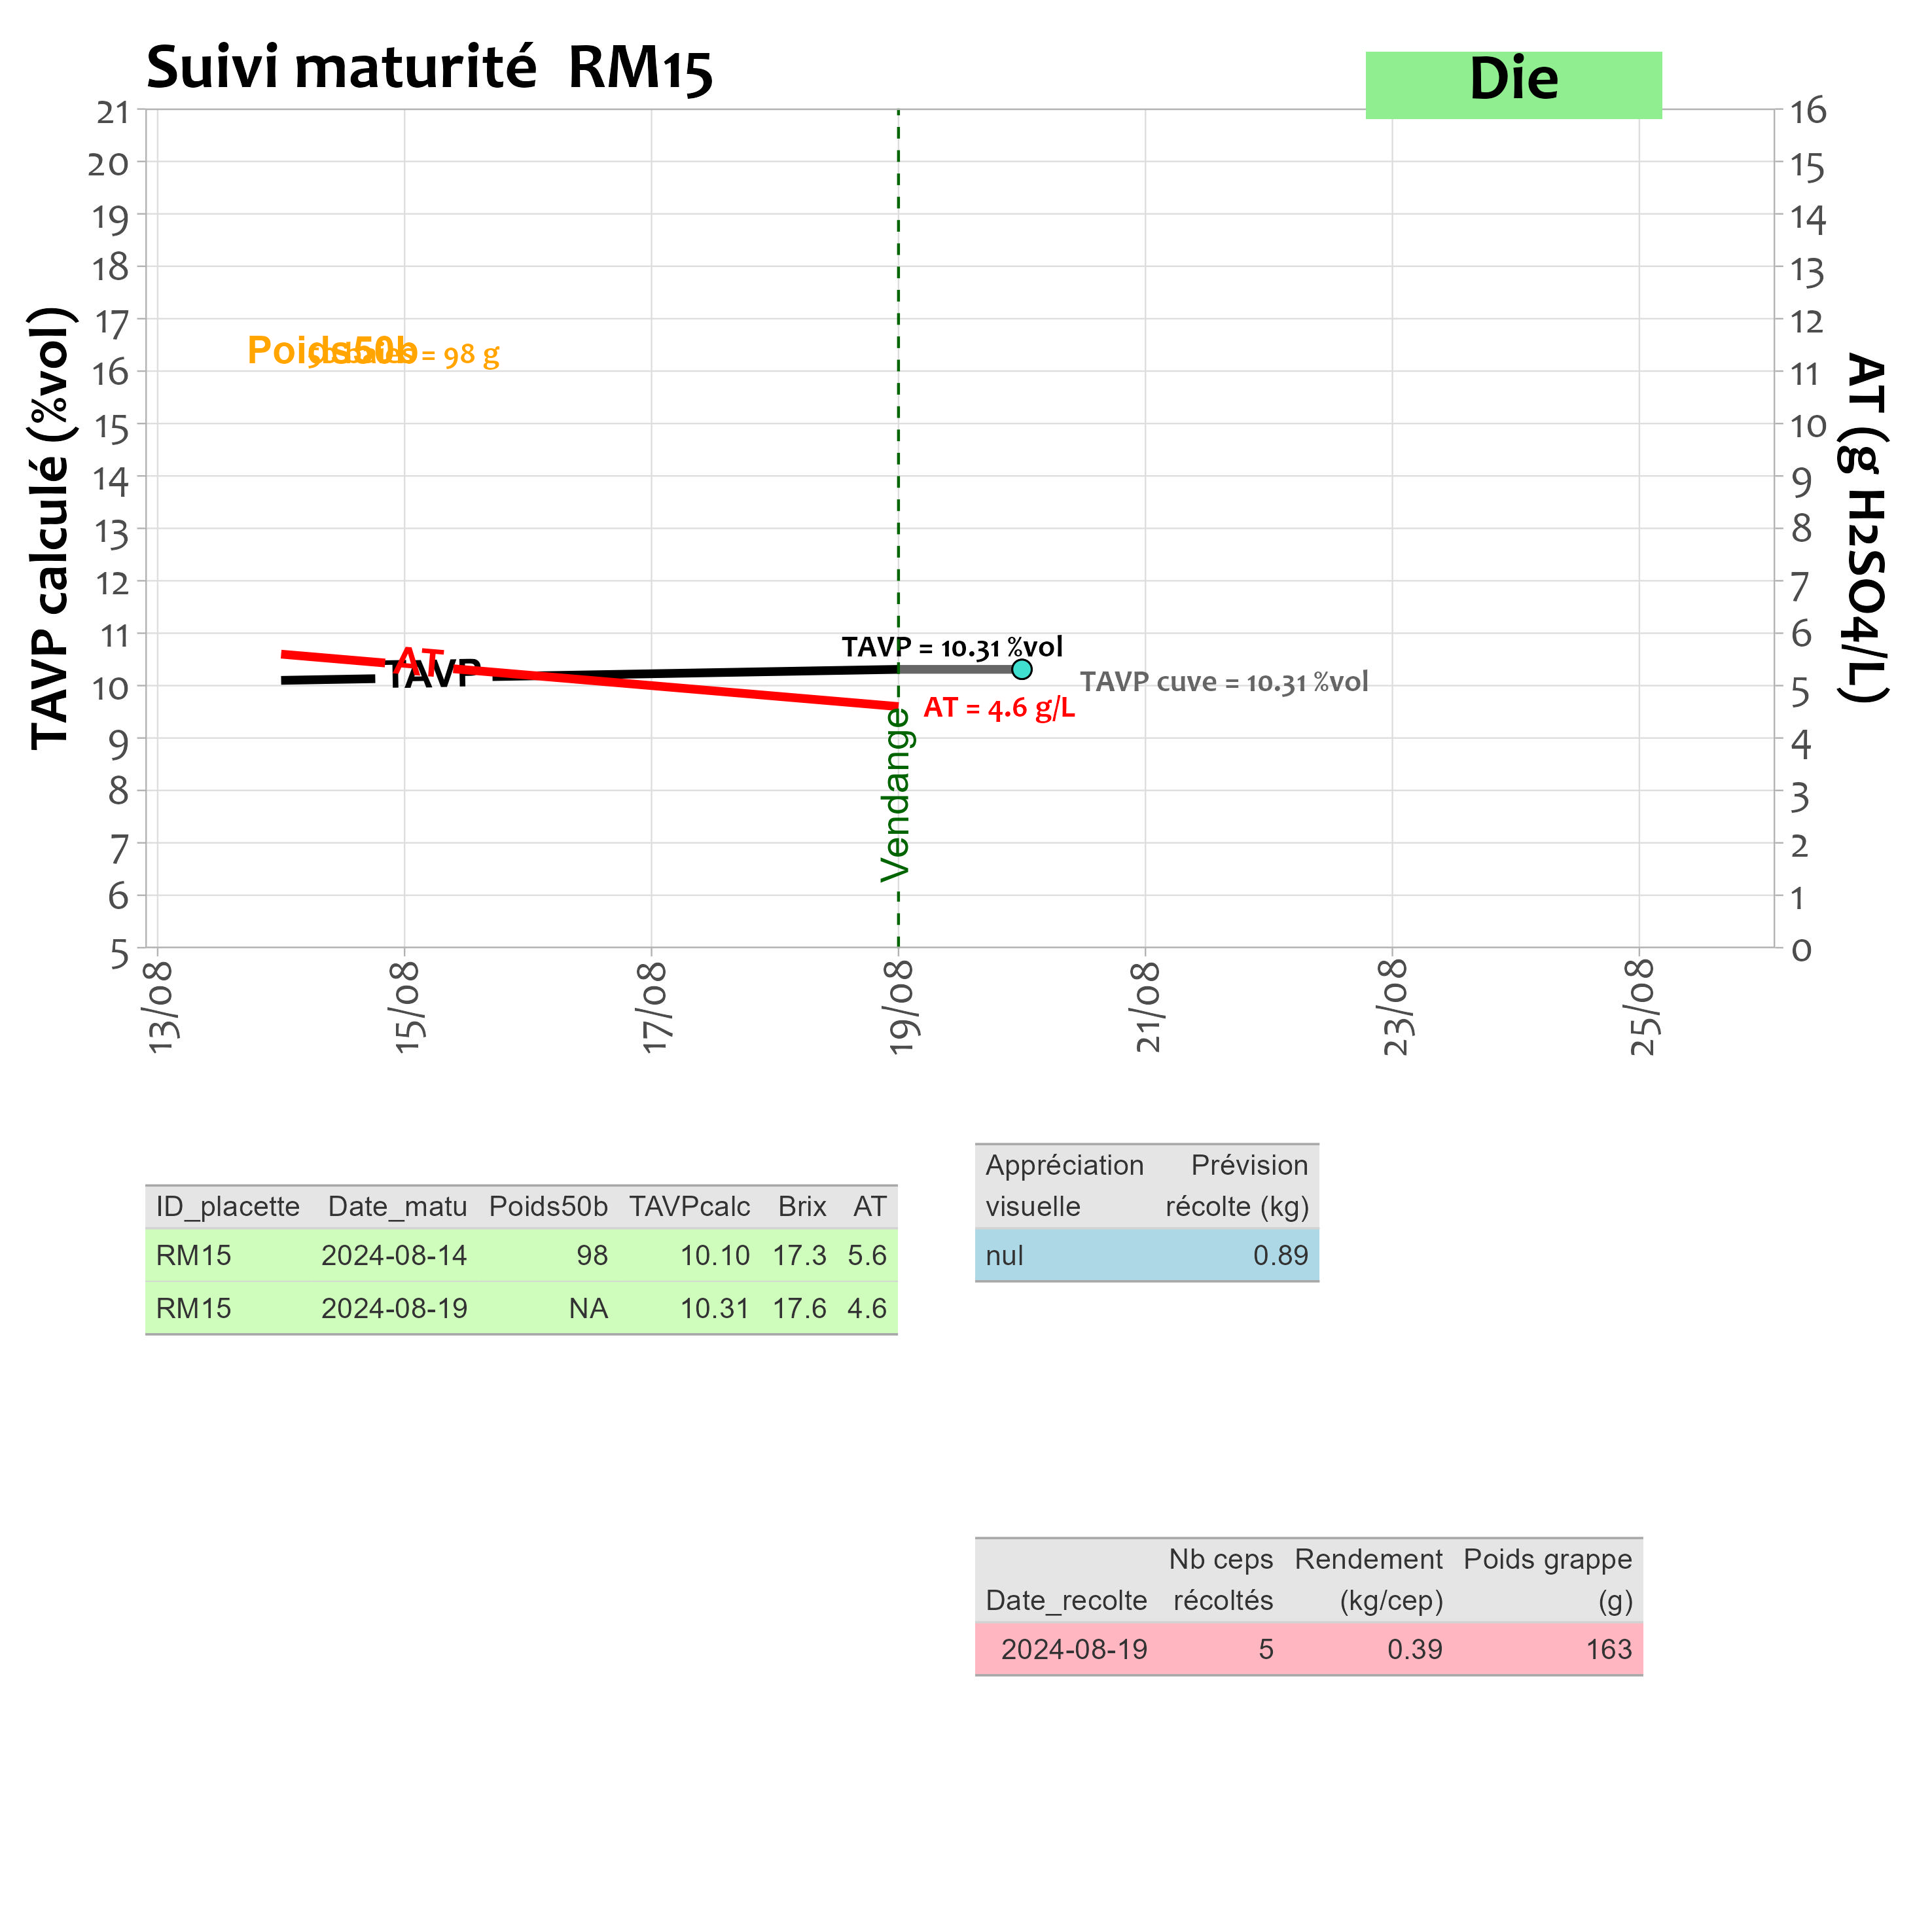 Suivi maturité  RM15
Die
TAVP calculé (%vol)
21
20
19
18
17
16
15
14
13
12
11
10
9
8
7
6
5
AT (g H2SO4/L)
16
15
14
13
12
11
10
9
8
7
6
5
4
3
2
1
0
Poids50b
50 baies = 98 g
AT
TAVP
TAVP = 10.31 %vol
TAVP cuve = 10.31 %vol
AT = 4.6 g/L
Vendange
13/08 15/08 17/08 19/08 21/08 23/08 25/08
ID_placette Date_matu Poids50b TAVPcalc Brix AT
RM15 2024-08-14 98 10.10 17.3 5.6
RM15 2024-08-19 NA 10.31 17.6 4.6
Appréciation Prévision
visuelle récolte (kg)
nul 0.89
Nb ceps Rendement Poids grappe
Date_recolte récoltés (kg/cep) (g)
2024-08-19 5 0.39 163